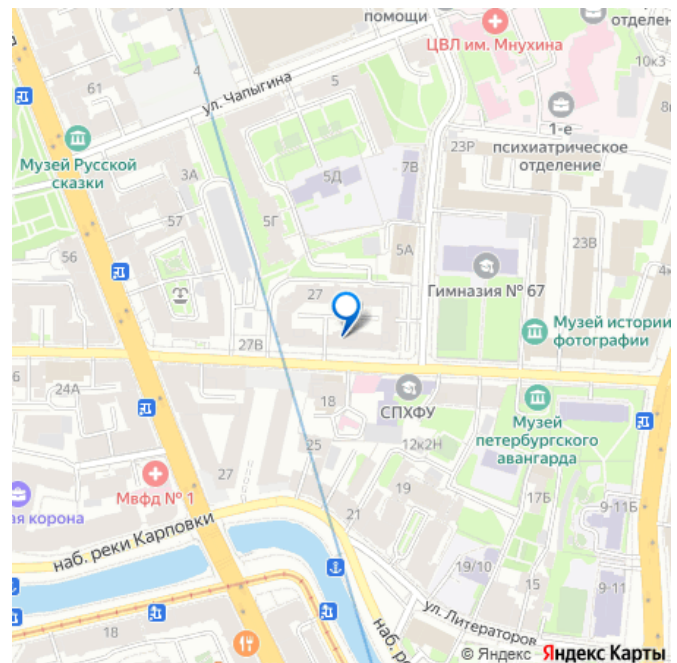 помощи
ЦВЛ им. Мнухина
отделен
10к3
61
4
ул. Чапыгина
5
1-е
психиатрическое
отделение
Музей Русской
сказки
3А
5Д
7В
23Р
57
5Г
5А
23В
56
Гимназия № 67
27
27В
Музей истории
фотографии
6
24А
18
СПХФУ
Музей
петербургского
авангарда
12к2Н
25
Мвфд № 1
27
19
17Б
9-11Б
ая корона
21
наб. реки Карповки
19/10
15
9-11
ул. Литераторов
18
наб. ре
© Яндекс Яндекс Карты